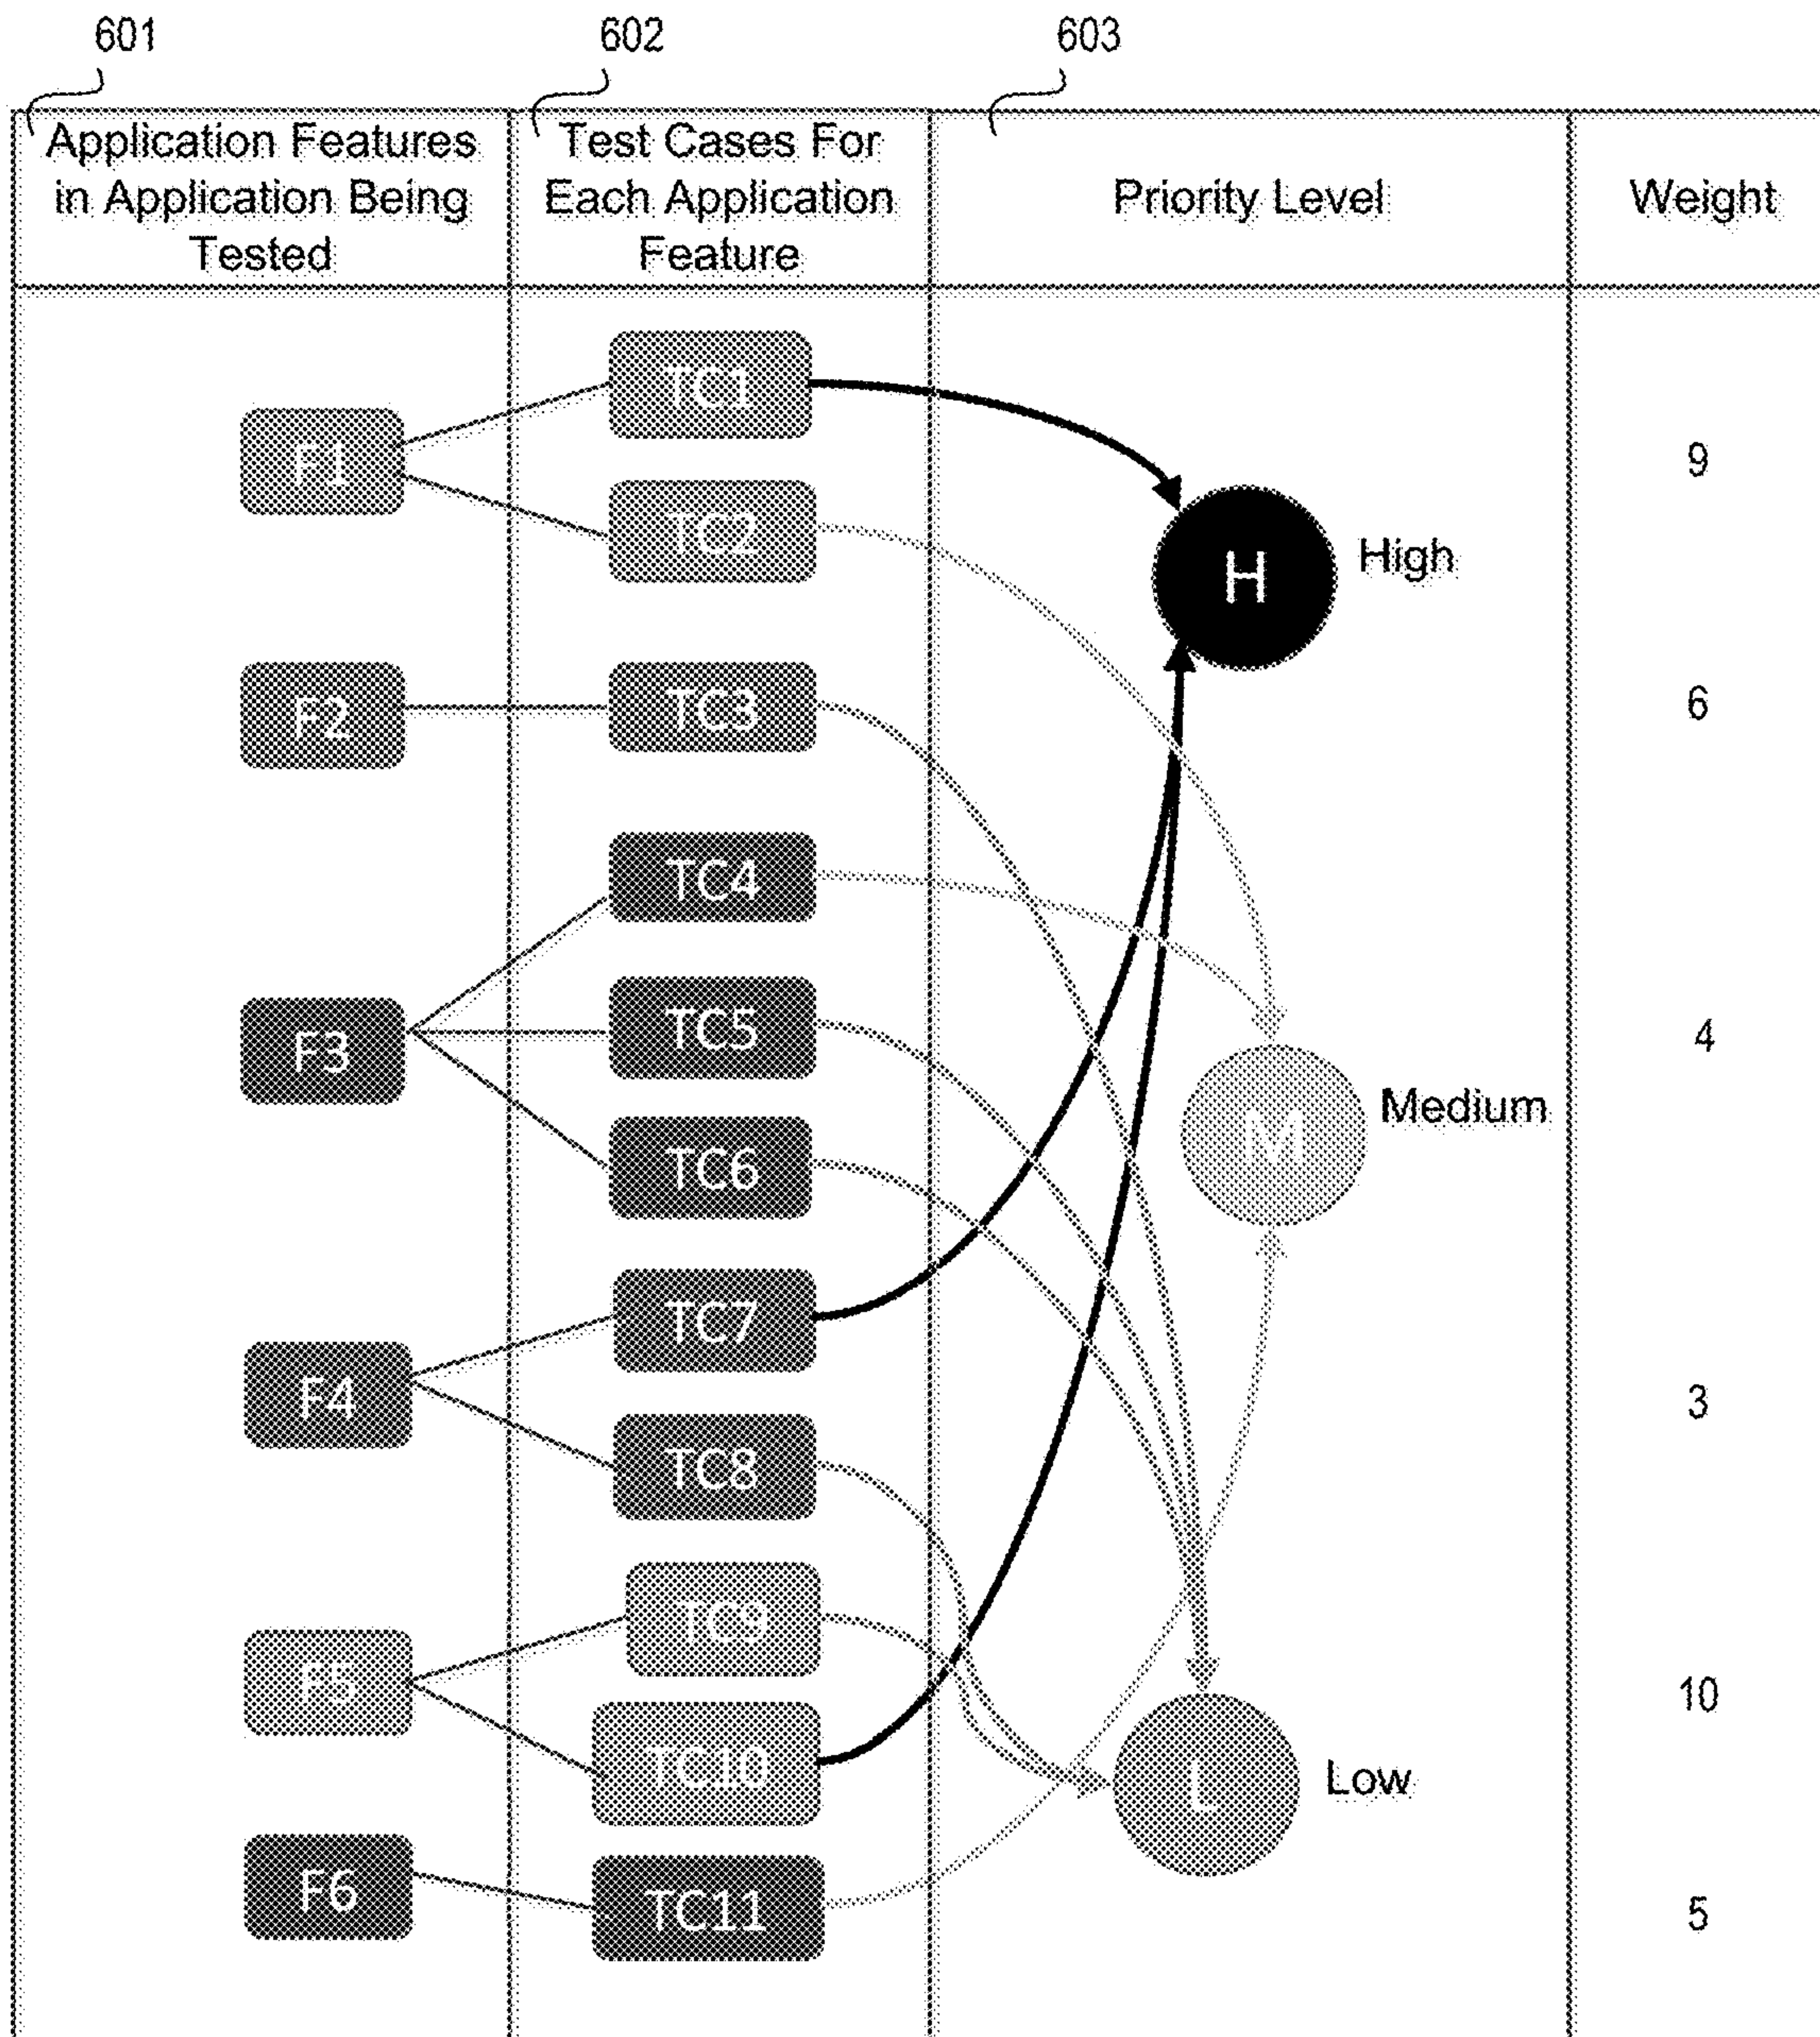 601
602
603
Application Features
in Application Being
Tested
Test Cases For
Each Application
Feature
Priority Level
Weight
F1
TC1
TC2
9
H
High
F2
TC3
6
F3
TC4
TC5
TC6
4
M
Medium
F4
TC7
TC8
3
F5
TC9
TC10
10
L
Low
F6
TC11
5